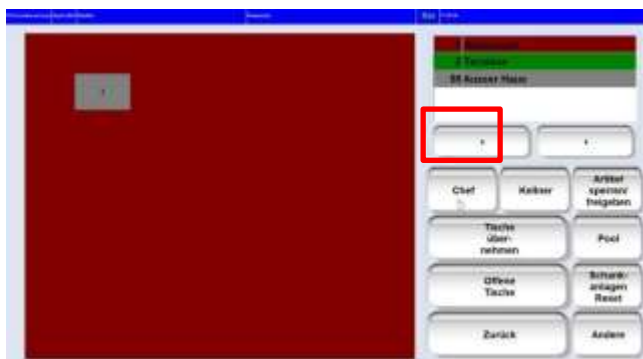 2 Terrasse
98 Ausser Haus
Chef
Kellner
Artikel
sperren/
freigeben
Tische
über-
nehmen
Pool
Offene
Tische
Schank-
anlagen
Reset
Zurück
Andere